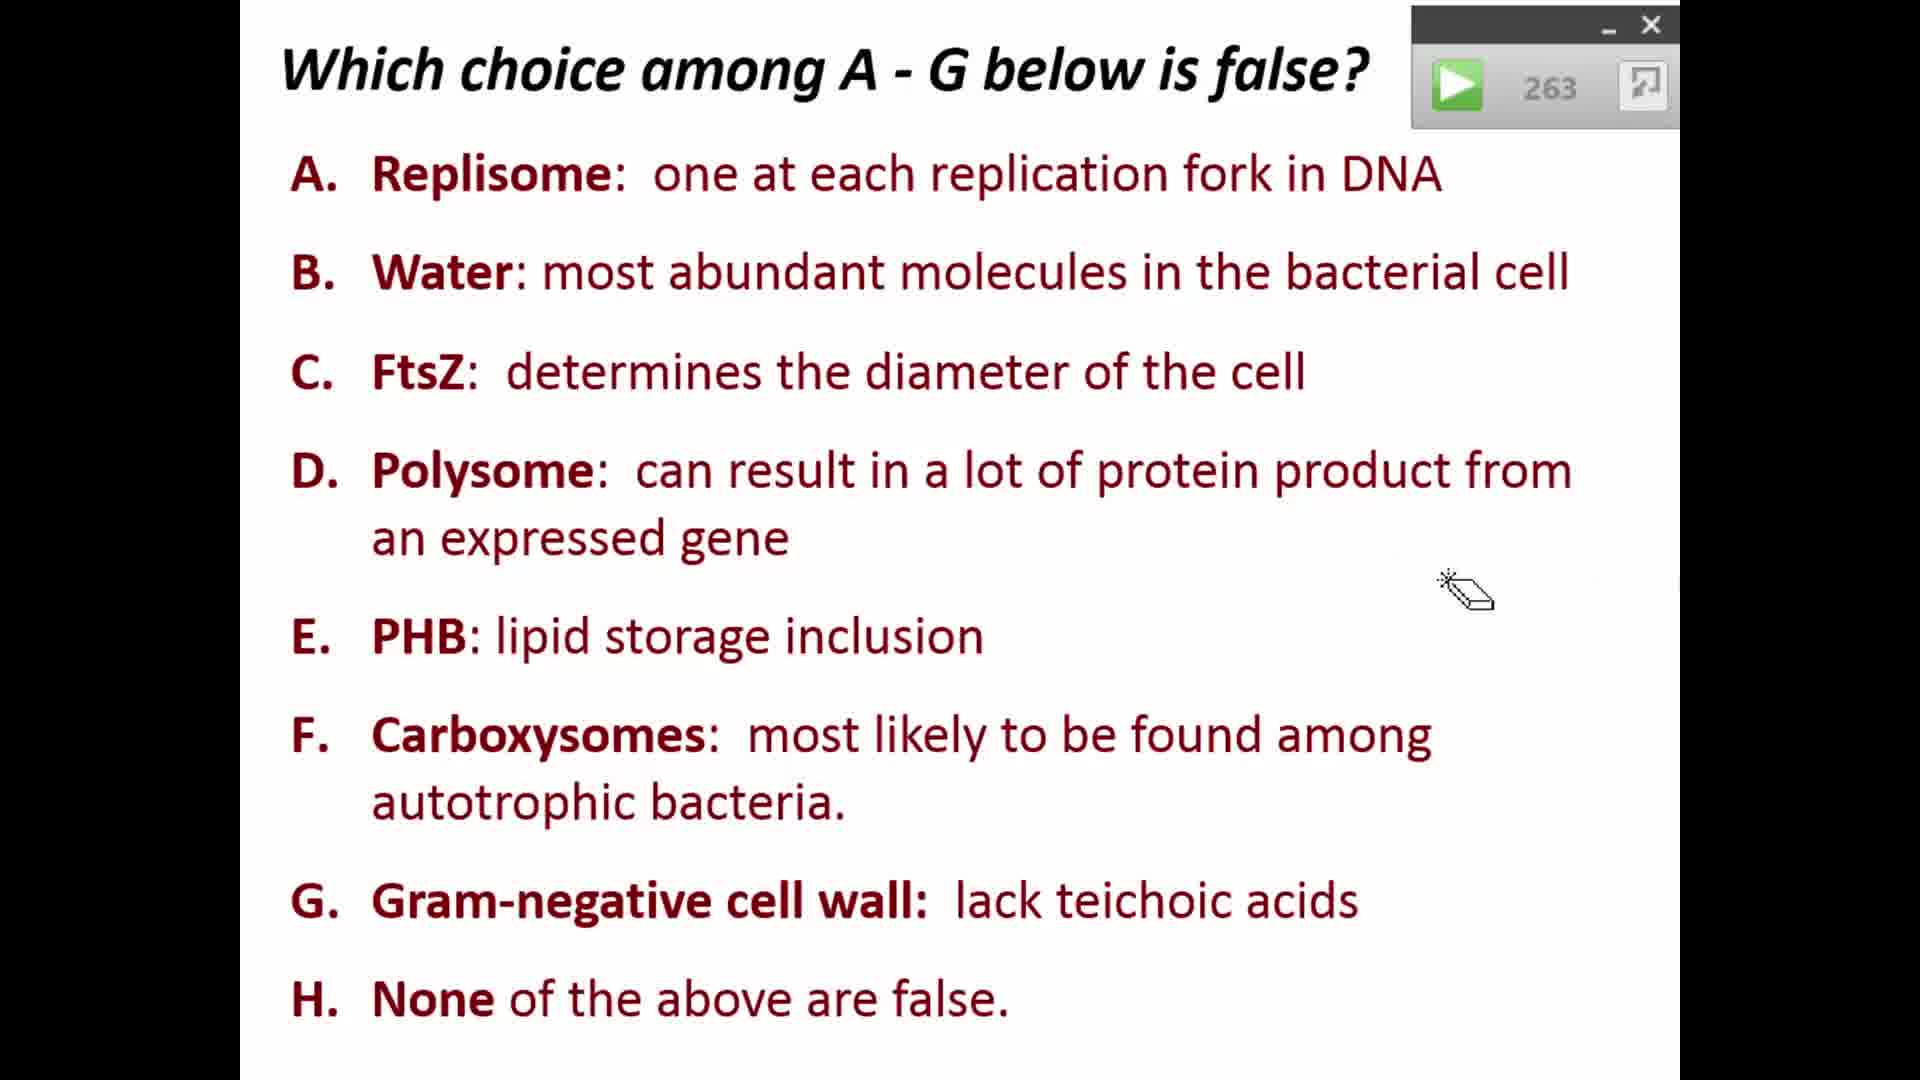 Which choice among A - G below is false?
263
A. Replisome: one at each replication fork in DNA
B. Water: most abundant molecules in the bacterial cell
C. FtsZ: determines the diameter of the cell
D. Polysome: can result in a lot of protein product from
an expressed gene
E. PHB: lipid storage inclusion
F. Carboxysomes: most likely to be found among
autotrophic bacteria.
G. Gram-negative cell wall: lack teichoic acids
H. None of the above are false.